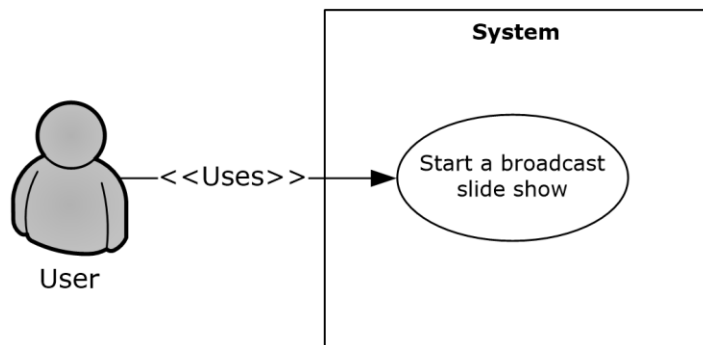 System
<<Uses>>
Start a broadcast
slide show
User